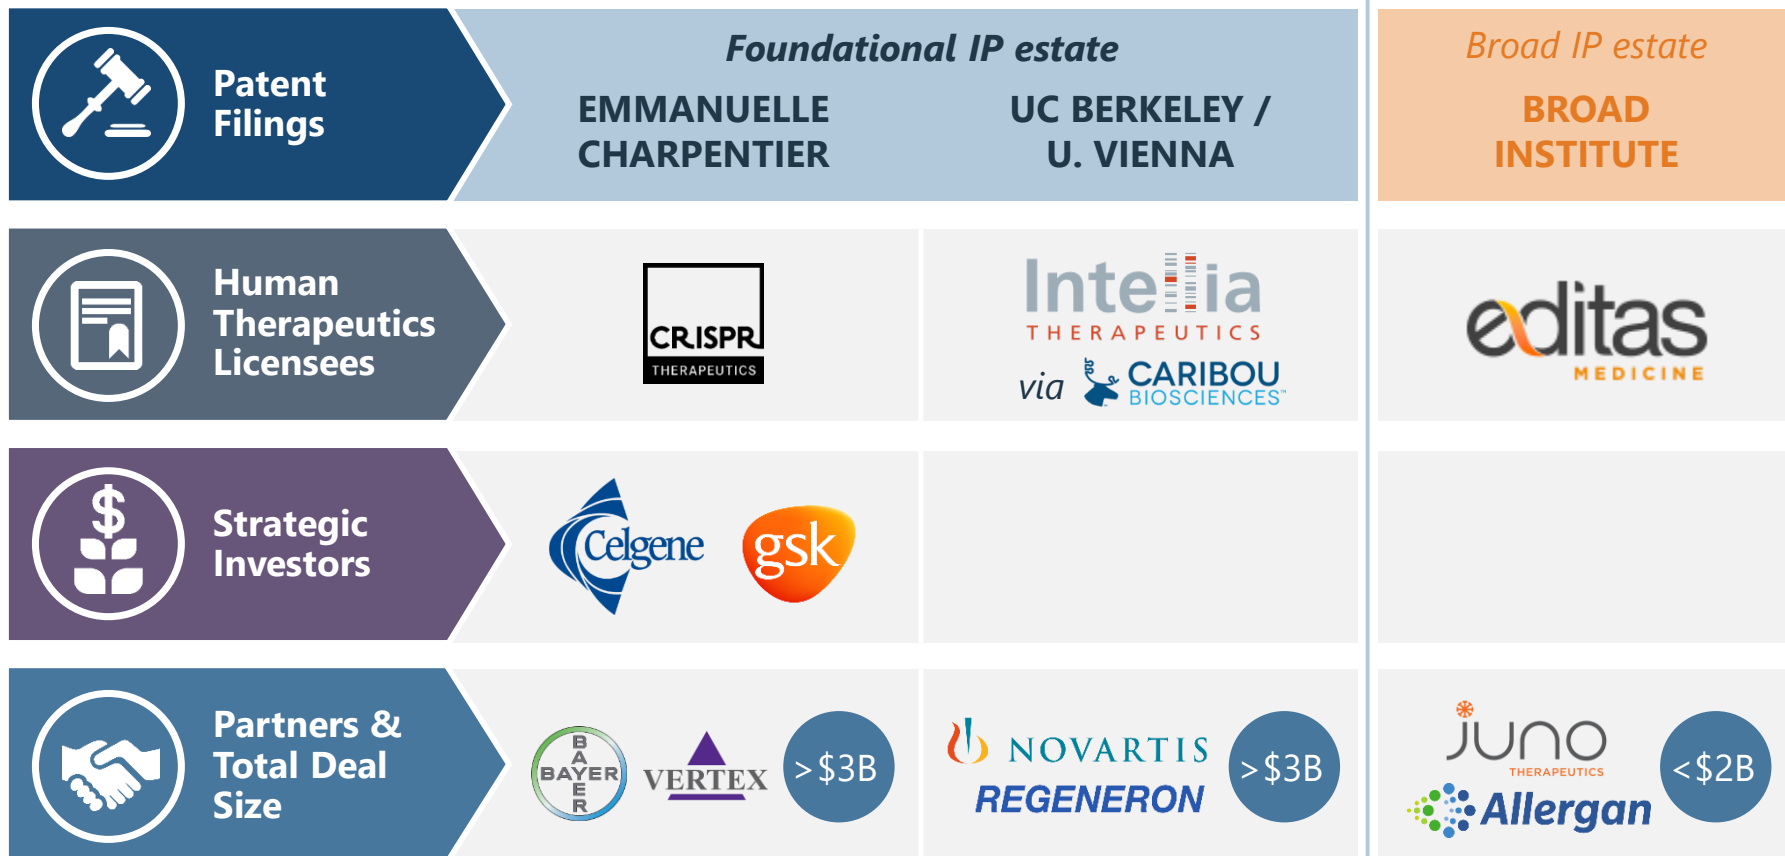 Patent
Filings
Foundational IP estate
EMMANUELLE
CHARPENTIER
UC BERKELEY /
U. VIENNA
Broad IP estate
BROAD
INSTITUTE
Human
Therapeutics
Licensees
CRISPR
THERAPEUTICS
Intellia
THERAPEUTICS
via
CARIBOU
BIOSCIENCES™
editas
MEDICINE
$
Strategic
Investors
Celgene
gsk
Partners &
Total Deal
Size
BAYER
BAYER
VERTEX
>$3B
NOVARTIS
REGENERON
>$3B
juno
THERAPEUTICS
Allergan
<$2B